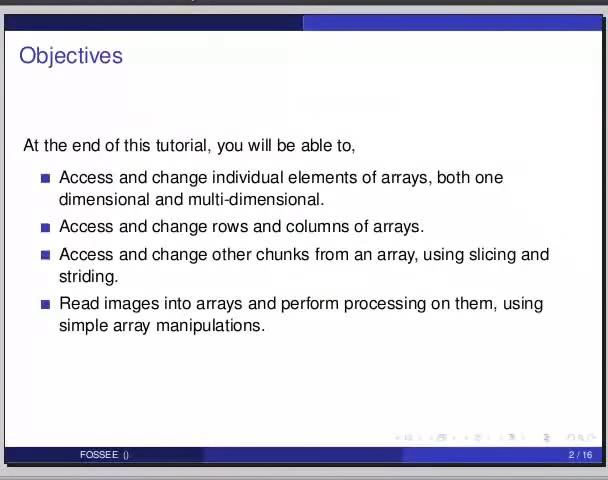 Objectives
At the end of this tutorial, you will be able to,
Access and change individual elements of arrays, both one
dimensional and multi-dimensional.
Access and change rows and columns of arrays.
Access and change other chunks from an array, using slicing and
striding.
Read images into arrays and perform processing on them, using
simple array manipulations.
FOSSEE ()
2 / 16